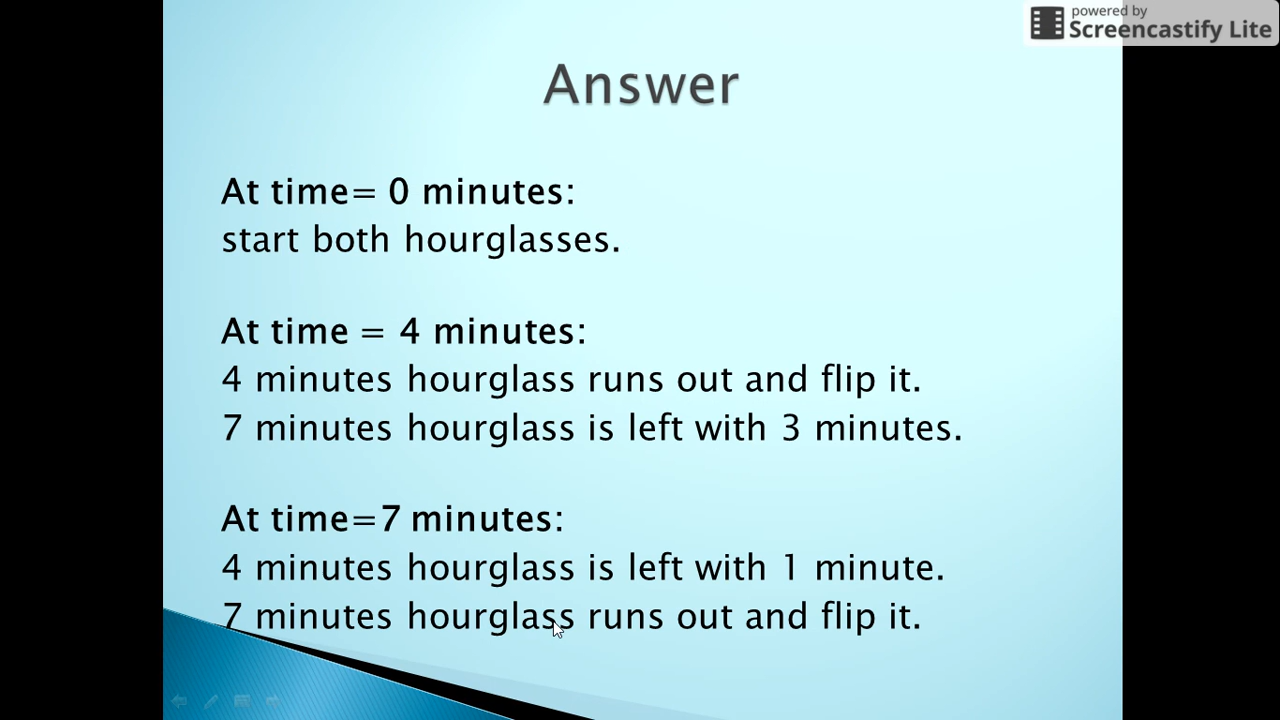 powered by
Screencastify Lite
Answer
At time= 0 minutes:
start both hourglasses.
At time = 4 minutes:
4 minutes hourglass runs out and flip it.
7 minutes hourglass is left with 3 minutes.
At time=7 minutes:
4 minutes hourglass is left with 1 minute.
7 minutes hourglass runs out and flip it.